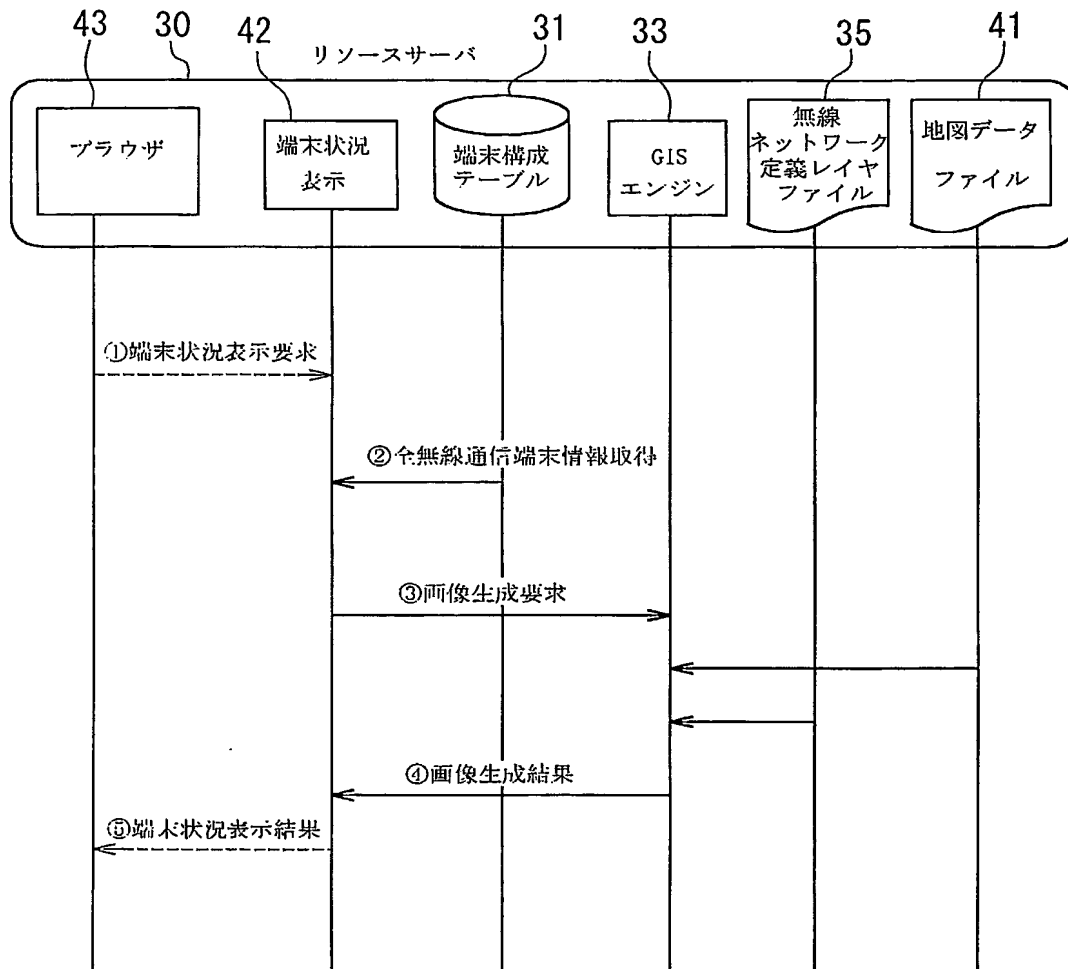 43 30 42 リソースサーバ 31 33 35 41
ブラウザ
端末状況
表示
端末構成
テーブル
GIS
エンジン
無線
ネットワーク
定義レイヤ
ファイル
地図データ
ファイル
①端末状況表示要求
②全無線通信端末情報取得
③画像生成要求
④画像生成結果
⑤端末状況表示結果